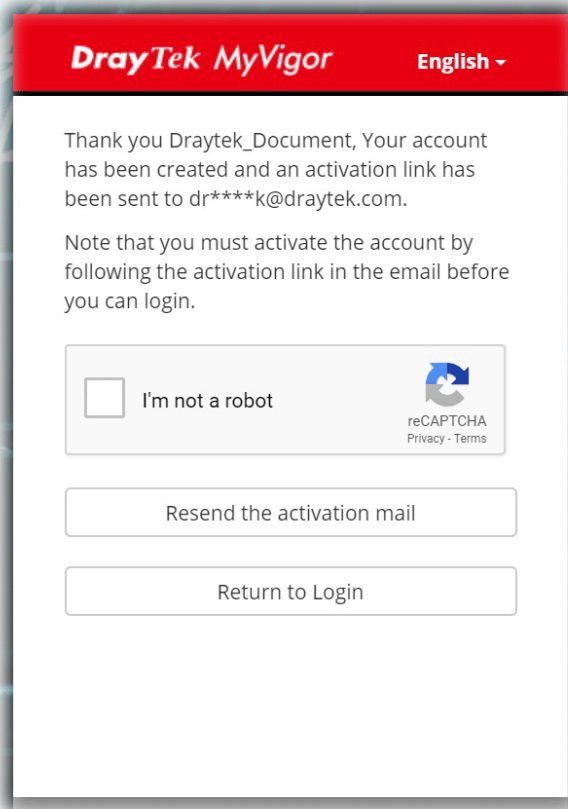 DrayTek MyVigor English
Thank you Draytek_Document, Your account
has been created and an activation link has
been sent to dr****k@draytek.com.
Note that you must activate the account by
following the activation link in the email before
you can login.
I'm not a robot
reCAPTCHA
Privacy - Terms
Resend the activation mail
Return to Login